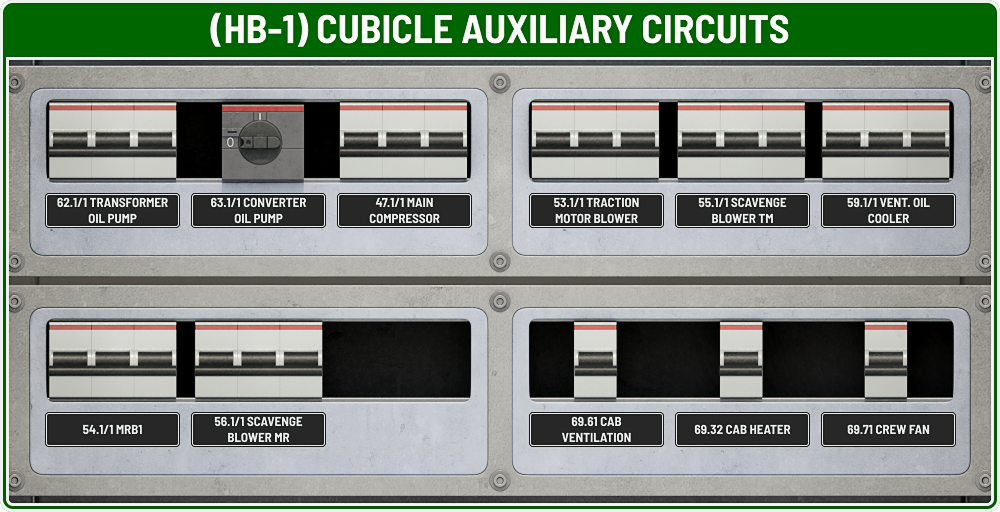 (HB-1) CUBICLE AUXILIARY CIRCUITS
I
0
62.1/1 TRANSFORMER
OIL PUMP
63.1/1 CONVERTER
OIL PUMP
47.1/1 MAIN
COMPRESSOR
53.1/1 TRACTION
MOTOR BLOWER
55.1/1 SCAVENGE
BLOWER TM
59.1/1 VENT. OIL
COOLER
54.1/1 MRB1
56.1/1 SCAVENGE
BLOWER MR
69.61 CAB
VENTILATION
69.32 CAB HEATER
69.71 CREW FAN